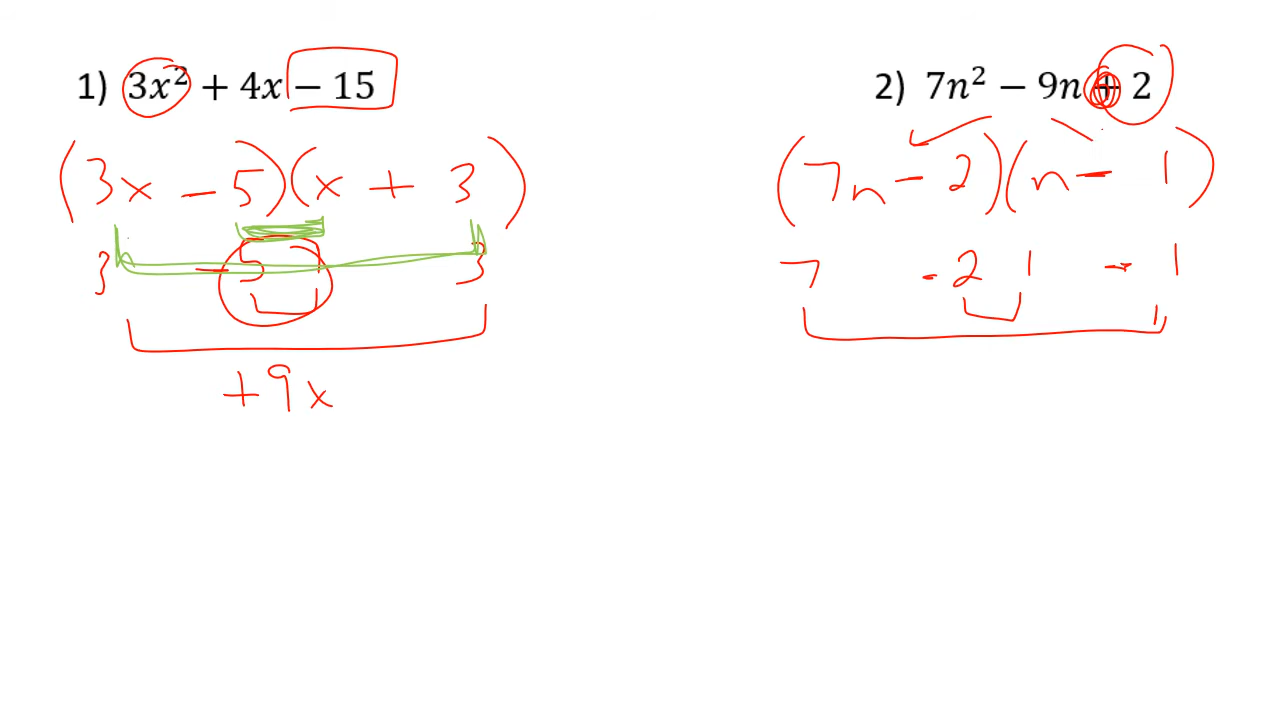 1) 3x² + 4x − 15
(3x − 5)(x + 3)
3 − 5 1 3
+9x
2) 7n² − 9n + 2
(7n − 2)(n − 1)
7 - 2 1 - 1